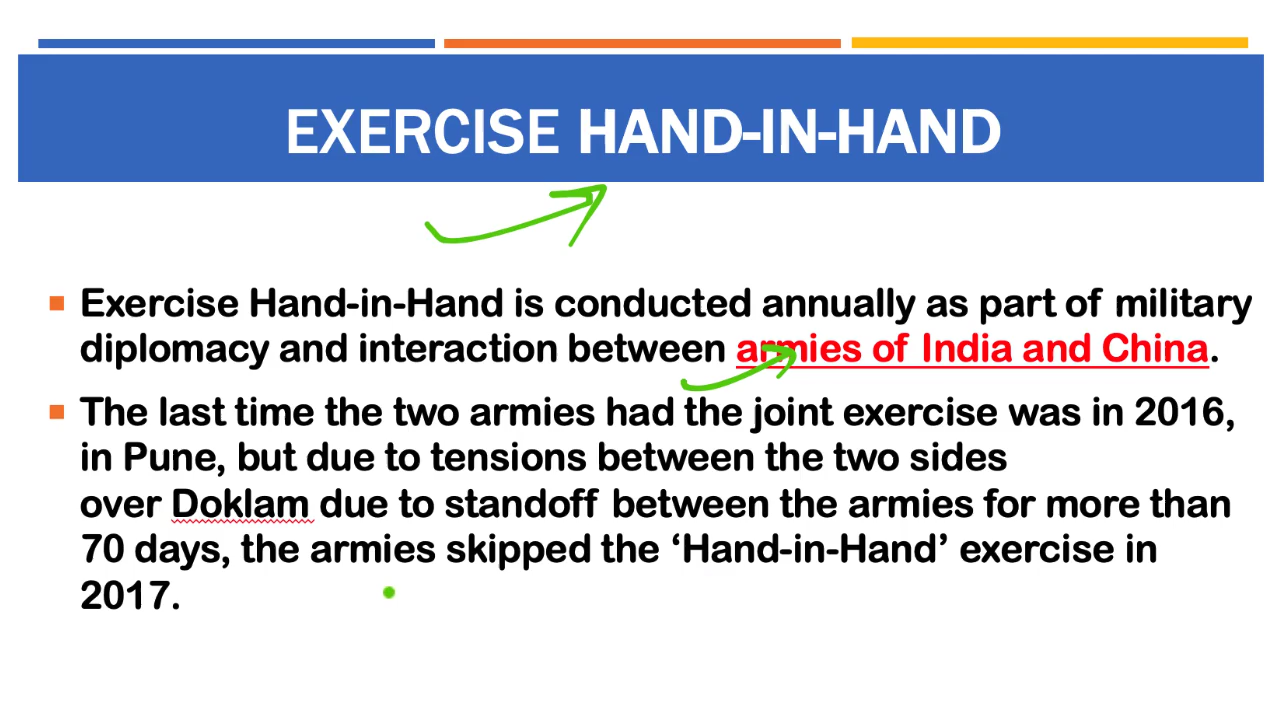 EXERCISE HAND-IN-HAND
Exercise Hand-in-Hand is conducted annually as part of military
diplomacy and interaction between armies of India and China.
The last time the two armies had the joint exercise was in 2016,
in Pune, but due to tensions between the two sides
over Doklam due to standoff between the armies for more than
70 days, the armies skipped the ‘Hand-in-Hand’ exercise in
2017.